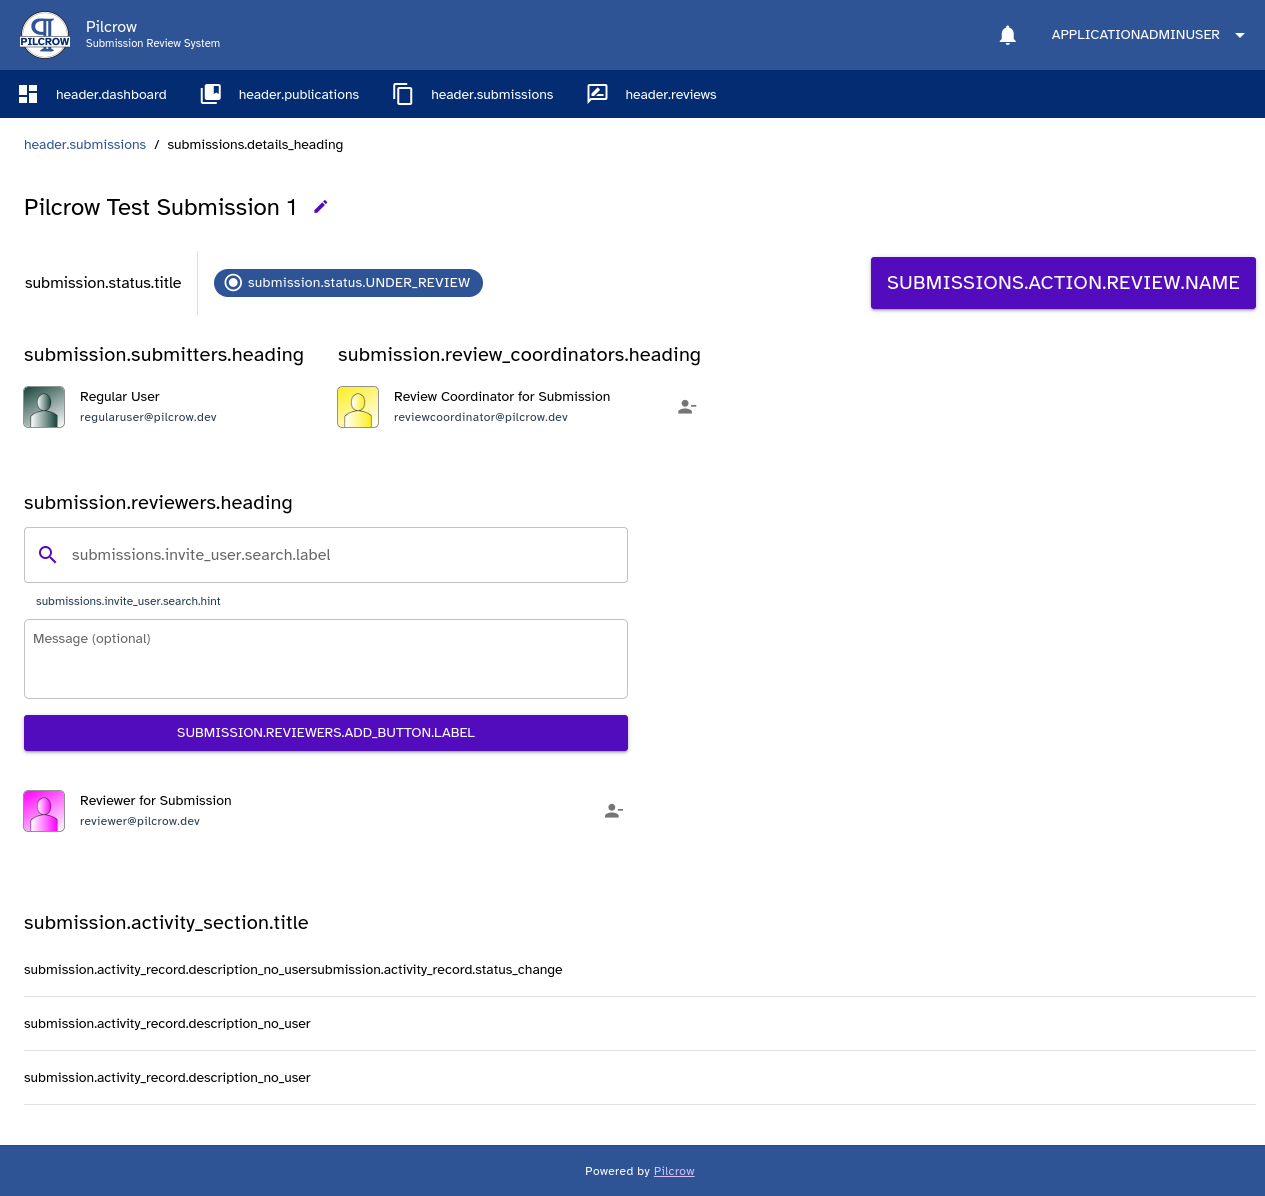 PILCROW
Pilcrow
Submission Review System
APPLICATIONADMINUSER
header.dashboard
header.publications
header.submissions
header.reviews
header.submissions / submissions.details_heading
Pilcrow Test Submission 1
submission.status.title
submission.status.UNDER_REVIEW
SUBMISSIONS.ACTION.REVIEW.NAME
submission.submitters.heading
Regular User
regularuser@pilcrow.dev
submission.review_coordinators.heading
Review Coordinator for Submission
reviewcoordinator@pilcrow.dev
submission.reviewers.heading
submissions.invite_user.search.label
submissions.invite_user.search.hint
Message (optional)
SUBMISSION.REVIEWERS.ADD_BUTTON.LABEL
Reviewer for Submission
reviewer@pilcrow.dev
submission.activity_section.title
submission.activity_record.description_no_usersubmission.activity_record.status_change
submission.activity_record.description_no_user
submission.activity_record.description_no_user
Powered by Pilcrow